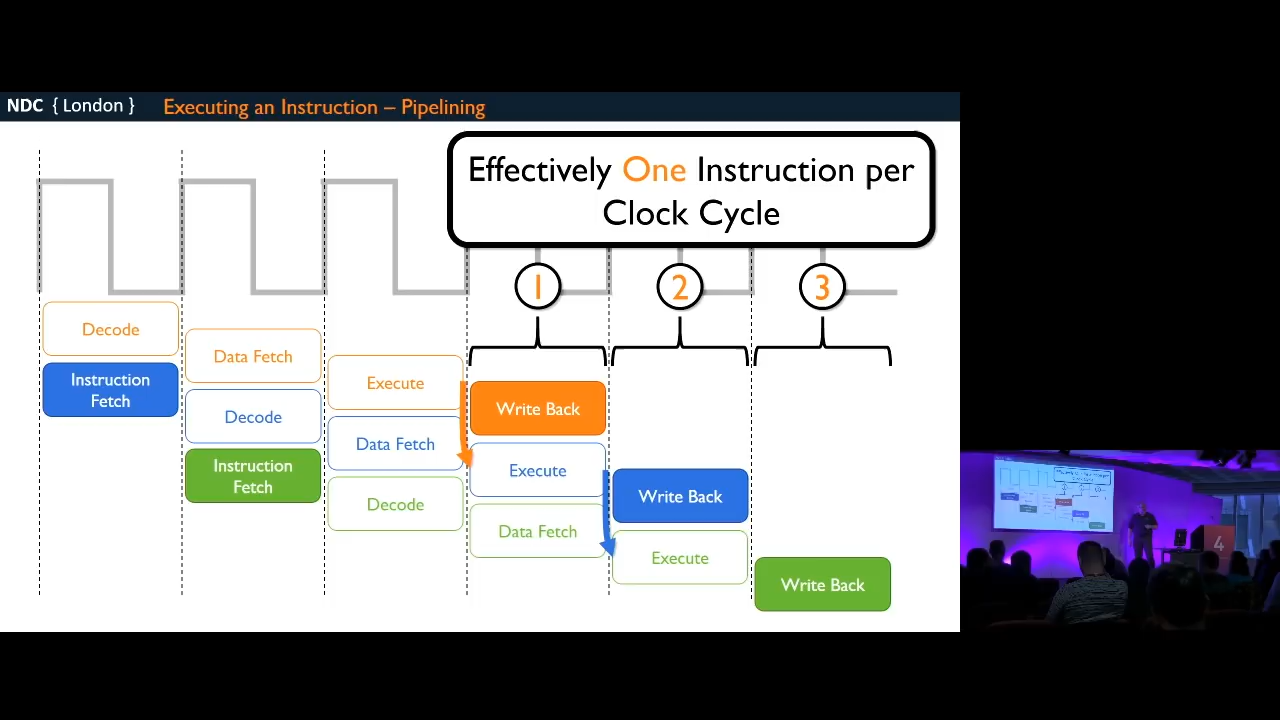 NDC { London }
Executing an Instruction – Pipelining
Effectively One Instruction per
Clock Cycle
1
2
3
Decode
Instruction
Fetch
Data Fetch
Decode
Instruction
Fetch
Execute
Data Fetch
Decode
Write Back
Execute
Data Fetch
Write Back
Execute
Write Back
4